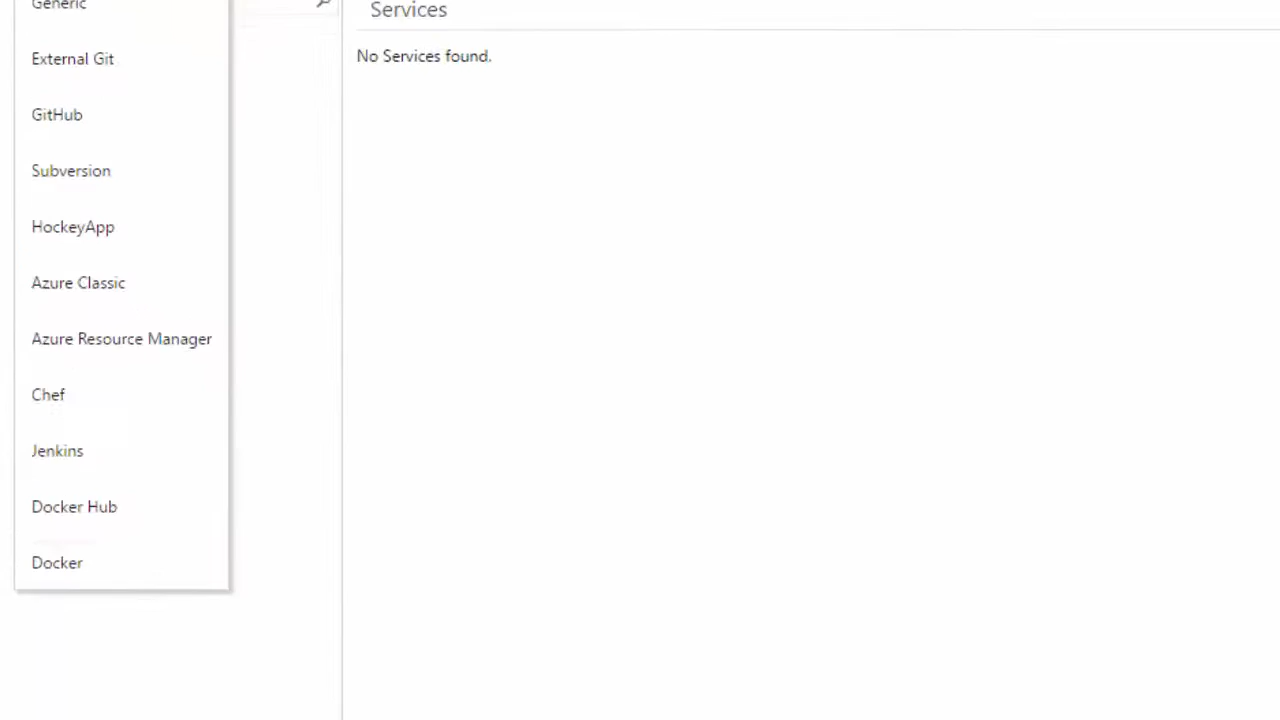 Generic
External Git
GitHub
Subversion
HockeyApp
Azure Classic
Azure Resource Manager
Chef
Jenkins
Docker Hub
Docker
Services
No Services found.